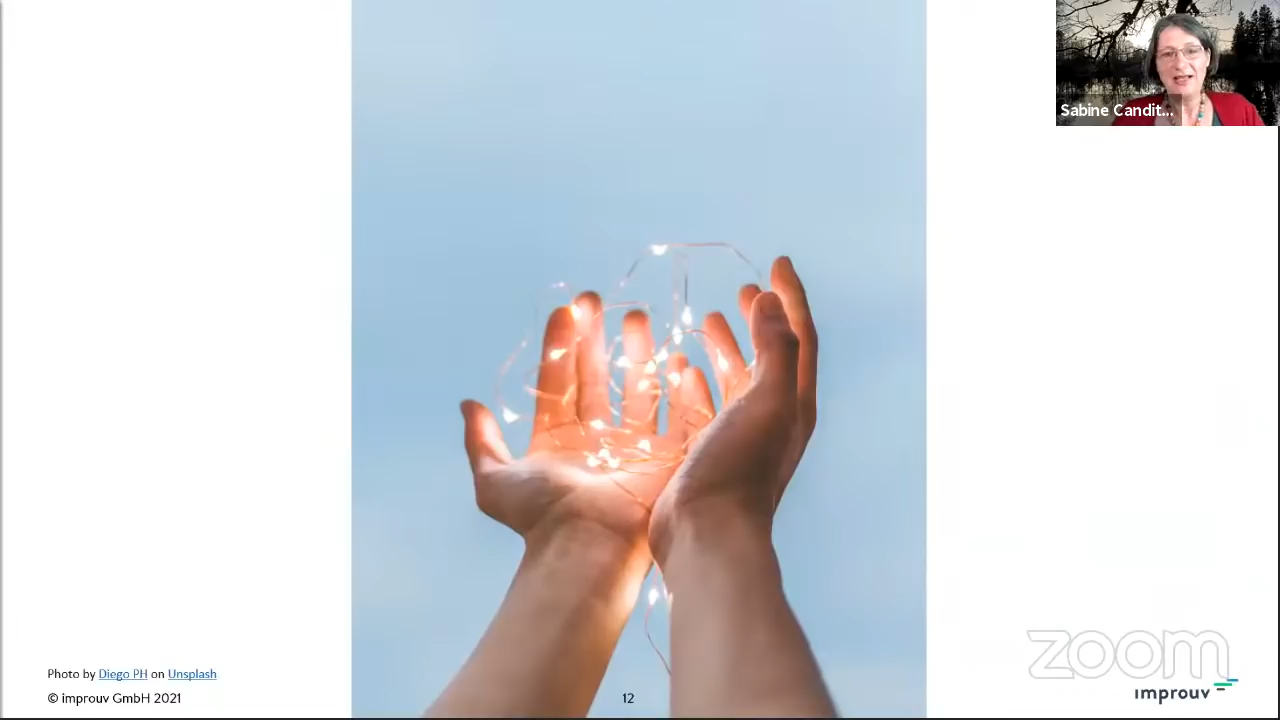 Sabine Candit...
Photo by Diego PH on Unsplash
© improuv GmbH 2021
12
zoom
improuv